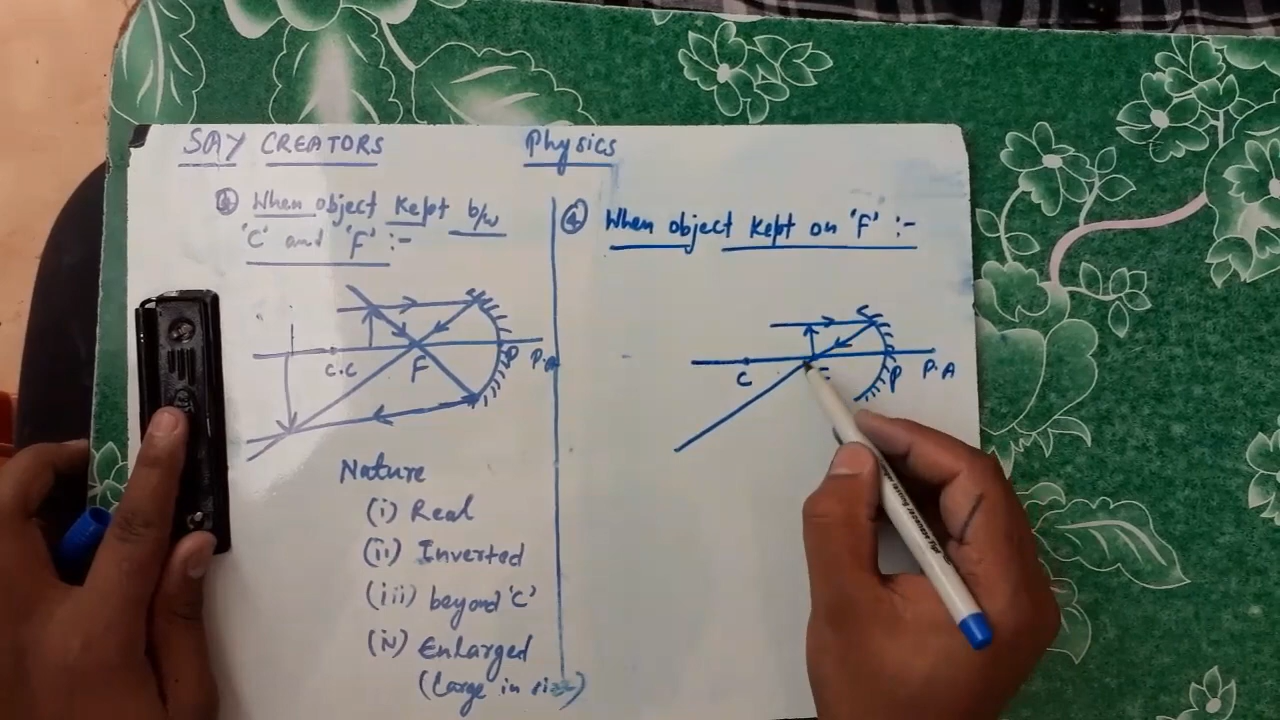 SAY CREATORS
Physics
③ When object kept b/w
'C' and 'F' :-
C.C
F
P
P.A
Nature
(i) Real
(ii) Inverted
(iii) beyond 'C'
(iv) Enlarged
(Large in size)
④ When object kept on 'F' :-
C
F
P
P.A